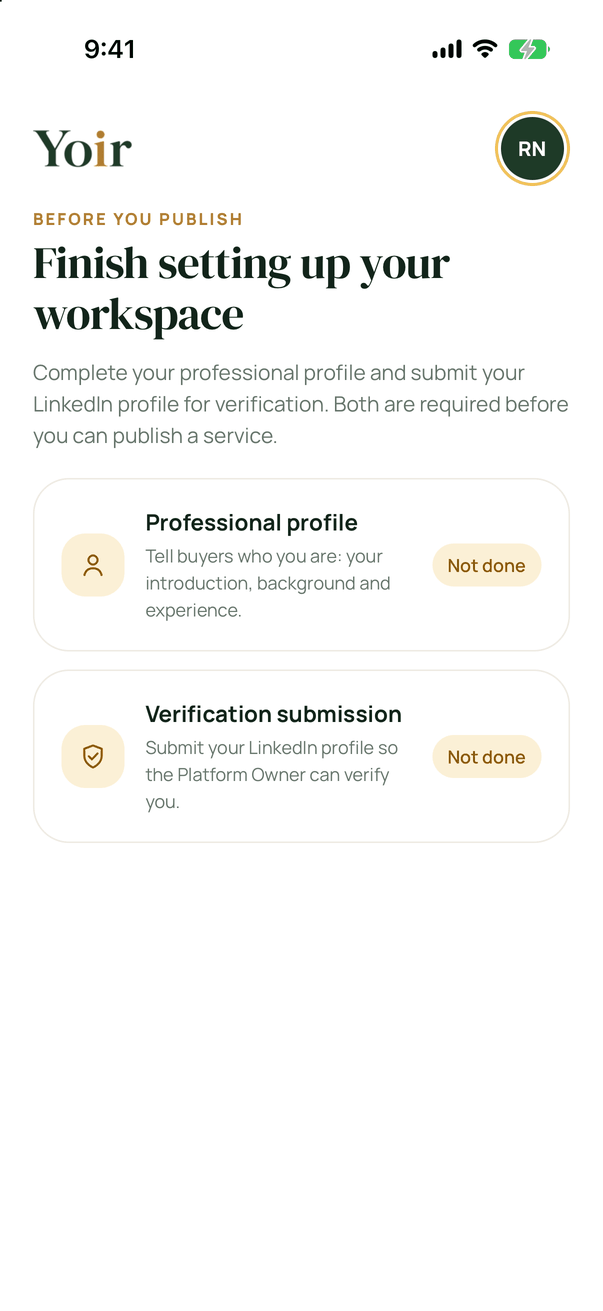 9:41
Yoir
RN
BEFORE YOU PUBLISH
Finish setting up your
workspace
Complete your professional profile and submit your
LinkedIn profile for verification. Both are required before
you can publish a service.
Professional profile
Tell buyers who you are: your
introduction, background and
experience.
Not done
Verification submission
Submit your LinkedIn profile so
the Platform Owner can verify
you.
Not done